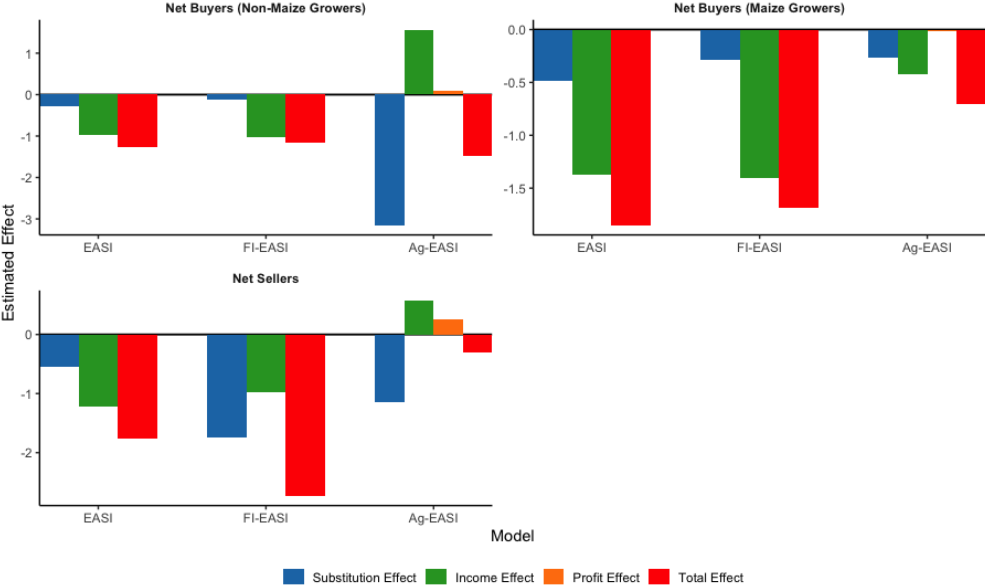 Net Buyers (Non-Maize Growers)
Net Buyers (Maize Growers)
1
0
-1
-2
-3
EASI
FI-EASI
Ag-EASI
0.0
-0.5
-1.0
-1.5
EASI
FI-EASI
Ag-EASI
Estimated Effect
Net Sellers
0
-1
-2
EASI
FI-EASI
Ag-EASI
Model
Substitution Effect
Income Effect
Profit Effect
Total Effect